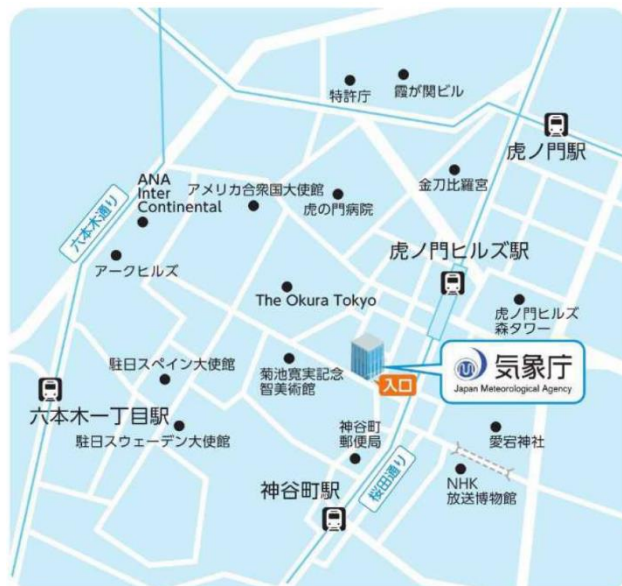 特許庁
霞が関ビル
虎ノ門駅
金刀比羅宮
ANA
Inter
Continental
アメリカ合衆国大使館
虎の門病院
六本木通り
アークヒルズ
虎ノ門ヒルズ駅
The Okura Tokyo
虎ノ門ヒルズ
森タワー
気象庁
Japan Meteorological Agency
入口
駐日スペイン大使館
菊池寛実記念
智美術館
六本木一丁目駅
駐日スウェーデン大使館
神谷町
郵便局
愛宕神社
桜田通り
NHK
放送博物館
神谷町駅